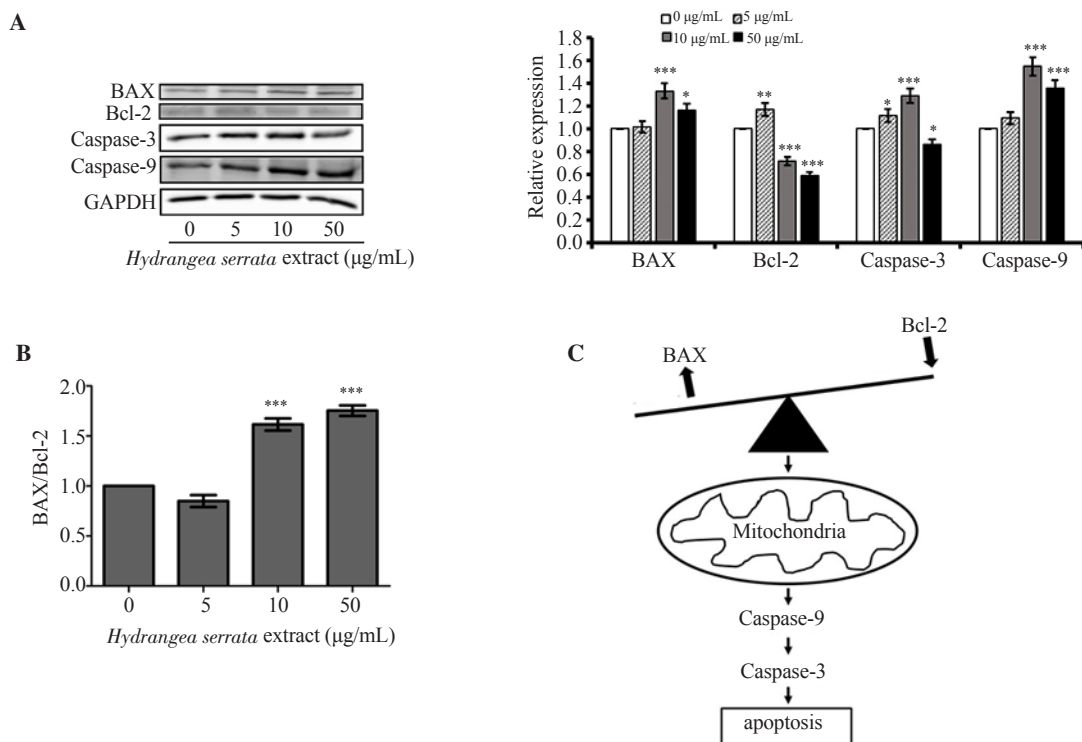 A
BAX
Bcl-2
Caspase-3
Caspase-9
GAPDH
0 5 10 50
Hydrangea serrata extract (μg/mL)
0 μg/mL 5 μg/mL
10 μg/mL 50 μg/mL
Relative expression
1.8
1.6
1.4
1.2
1.0
0.8
0.6
0.4
0.2
0.0
*** *
** *** ***
* *** *
*** ***
BAX Bcl-2 Caspase-3 Caspase-9
B
BAX/Bcl-2
2.0
1.5
1.0
0.5
0.0
*** ***
0 5 10 50
Hydrangea serrata extract (μg/mL)
C
Bcl-2
BAX
Mitochondria
Caspase-9
Caspase-3
apoptosis